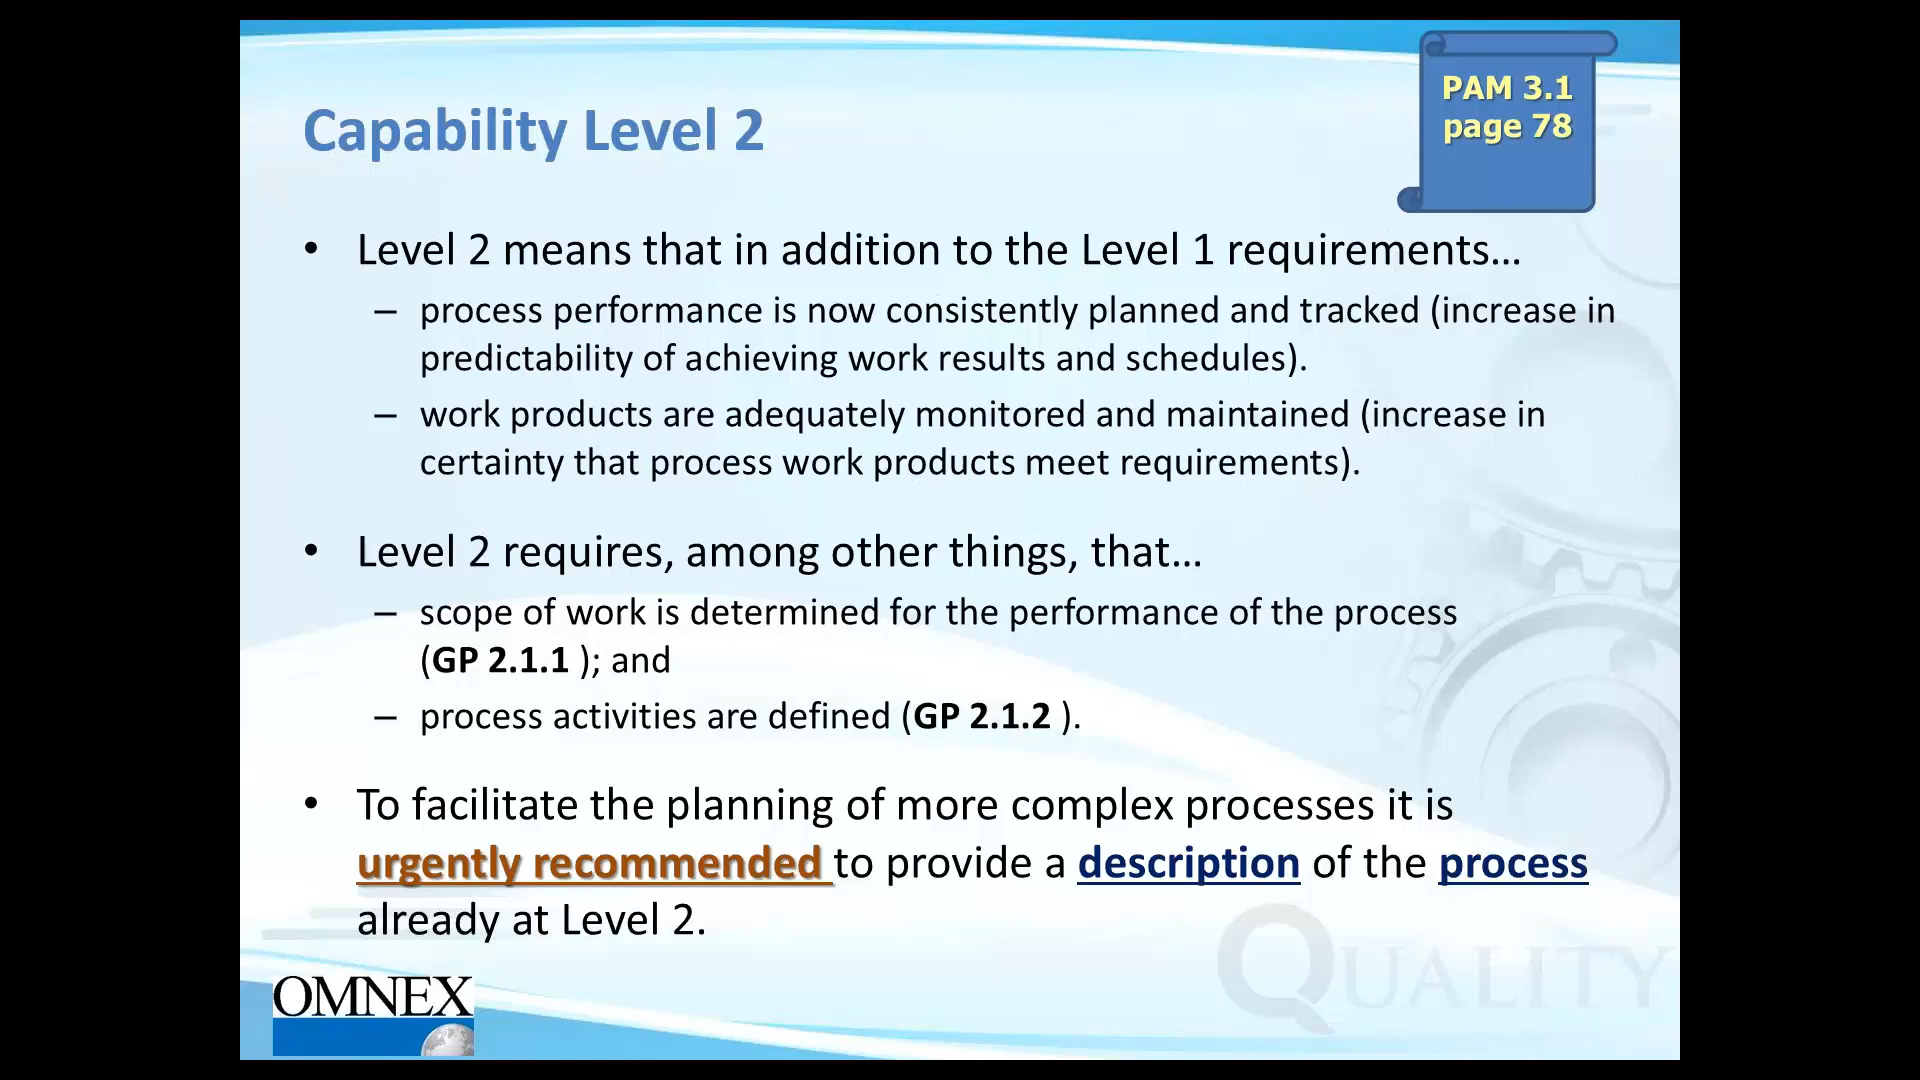 PAM 3.1
page 78
Capability Level 2
• Level 2 means that in addition to the Level 1 requirements…
– process performance is now consistently planned and tracked (increase in
predictability of achieving work results and schedules).
– work products are adequately monitored and maintained (increase in
certainty that process work products meet requirements).
• Level 2 requires, among other things, that…
– scope of work is determined for the performance of the process
(GP 2.1.1 ); and
– process activities are defined (GP 2.1.2 ).
• To facilitate the planning of more complex processes it is
urgently recommended to provide a description of the process
already at Level 2.
QUALITY
OMNEX